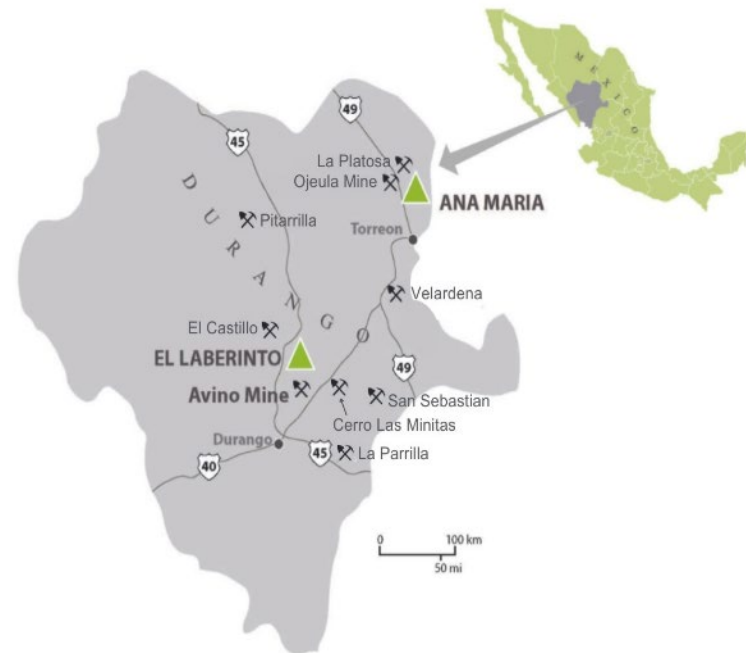 MEXICO
49
45
La Platosa
Ojeula Mine
ANA MARIA
DURANGO
Pitarrilla
Torreon
Velardena
El Castillo
EL LABERINTO
49
Avino Mine
San Sebastian
Cerro Las Minitas
Durango
45
La Parrilla
40
0 100 km
50 mi